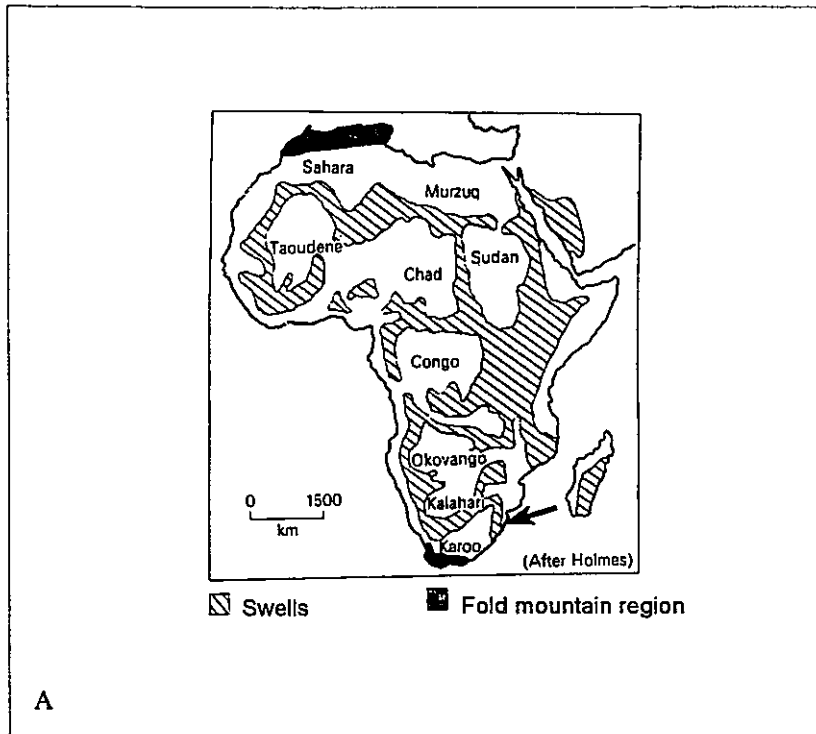 Sahara
Murzuq
Taoudene
Sudan
Chad
Congo
Okovango
0 1500
km
Kalahari
Karoo
(After Holmes)
Swells
Fold mountain region
A